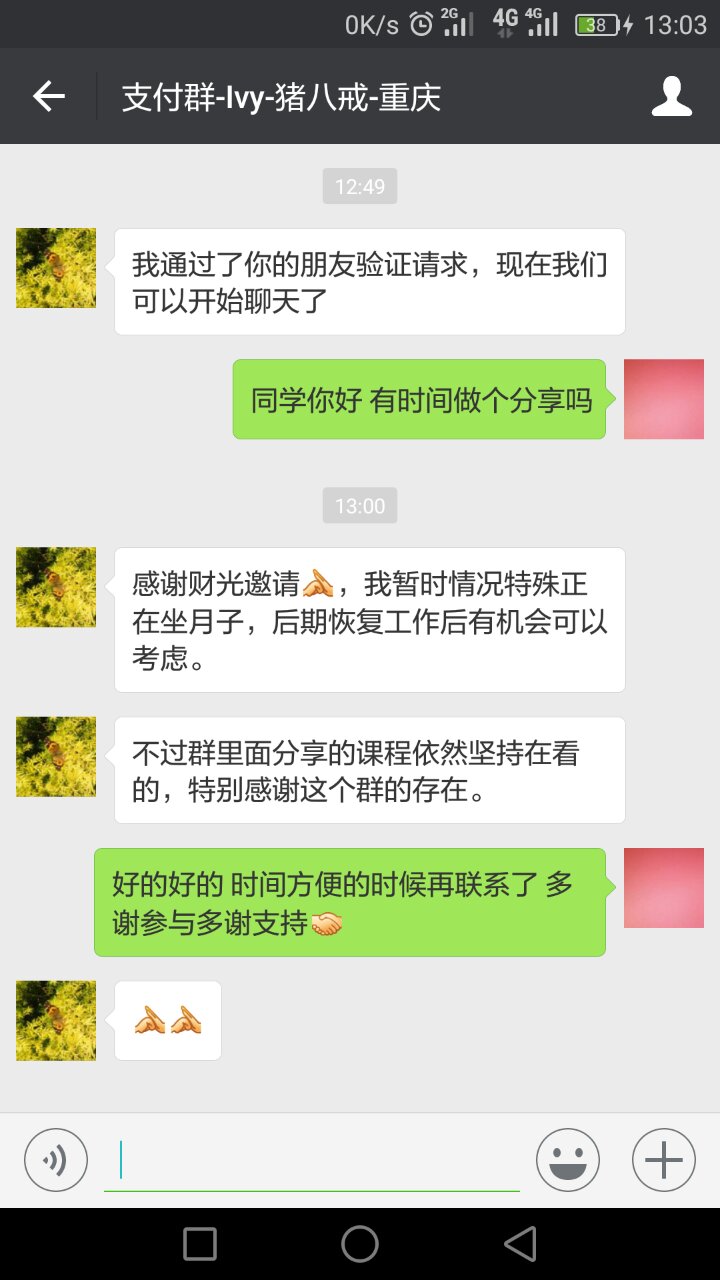 0K/s 2G 4G 4G 38 13:03
支付群-Ivy-猪八戒-重庆
12:49
我通过了你的朋友验证请求，现在我们
可以开始聊天了
同学你好 有时间做个分享吗
13:00
感谢财光邀请，我暂时情况特殊正
在坐月子，后期恢复工作后有机会可以
考虑。
不过群里面分享的课程依然坚持在看
的，特别感谢这个群的存在。
好的好的 时间方便的时候再联系了 多
谢参与多谢支持